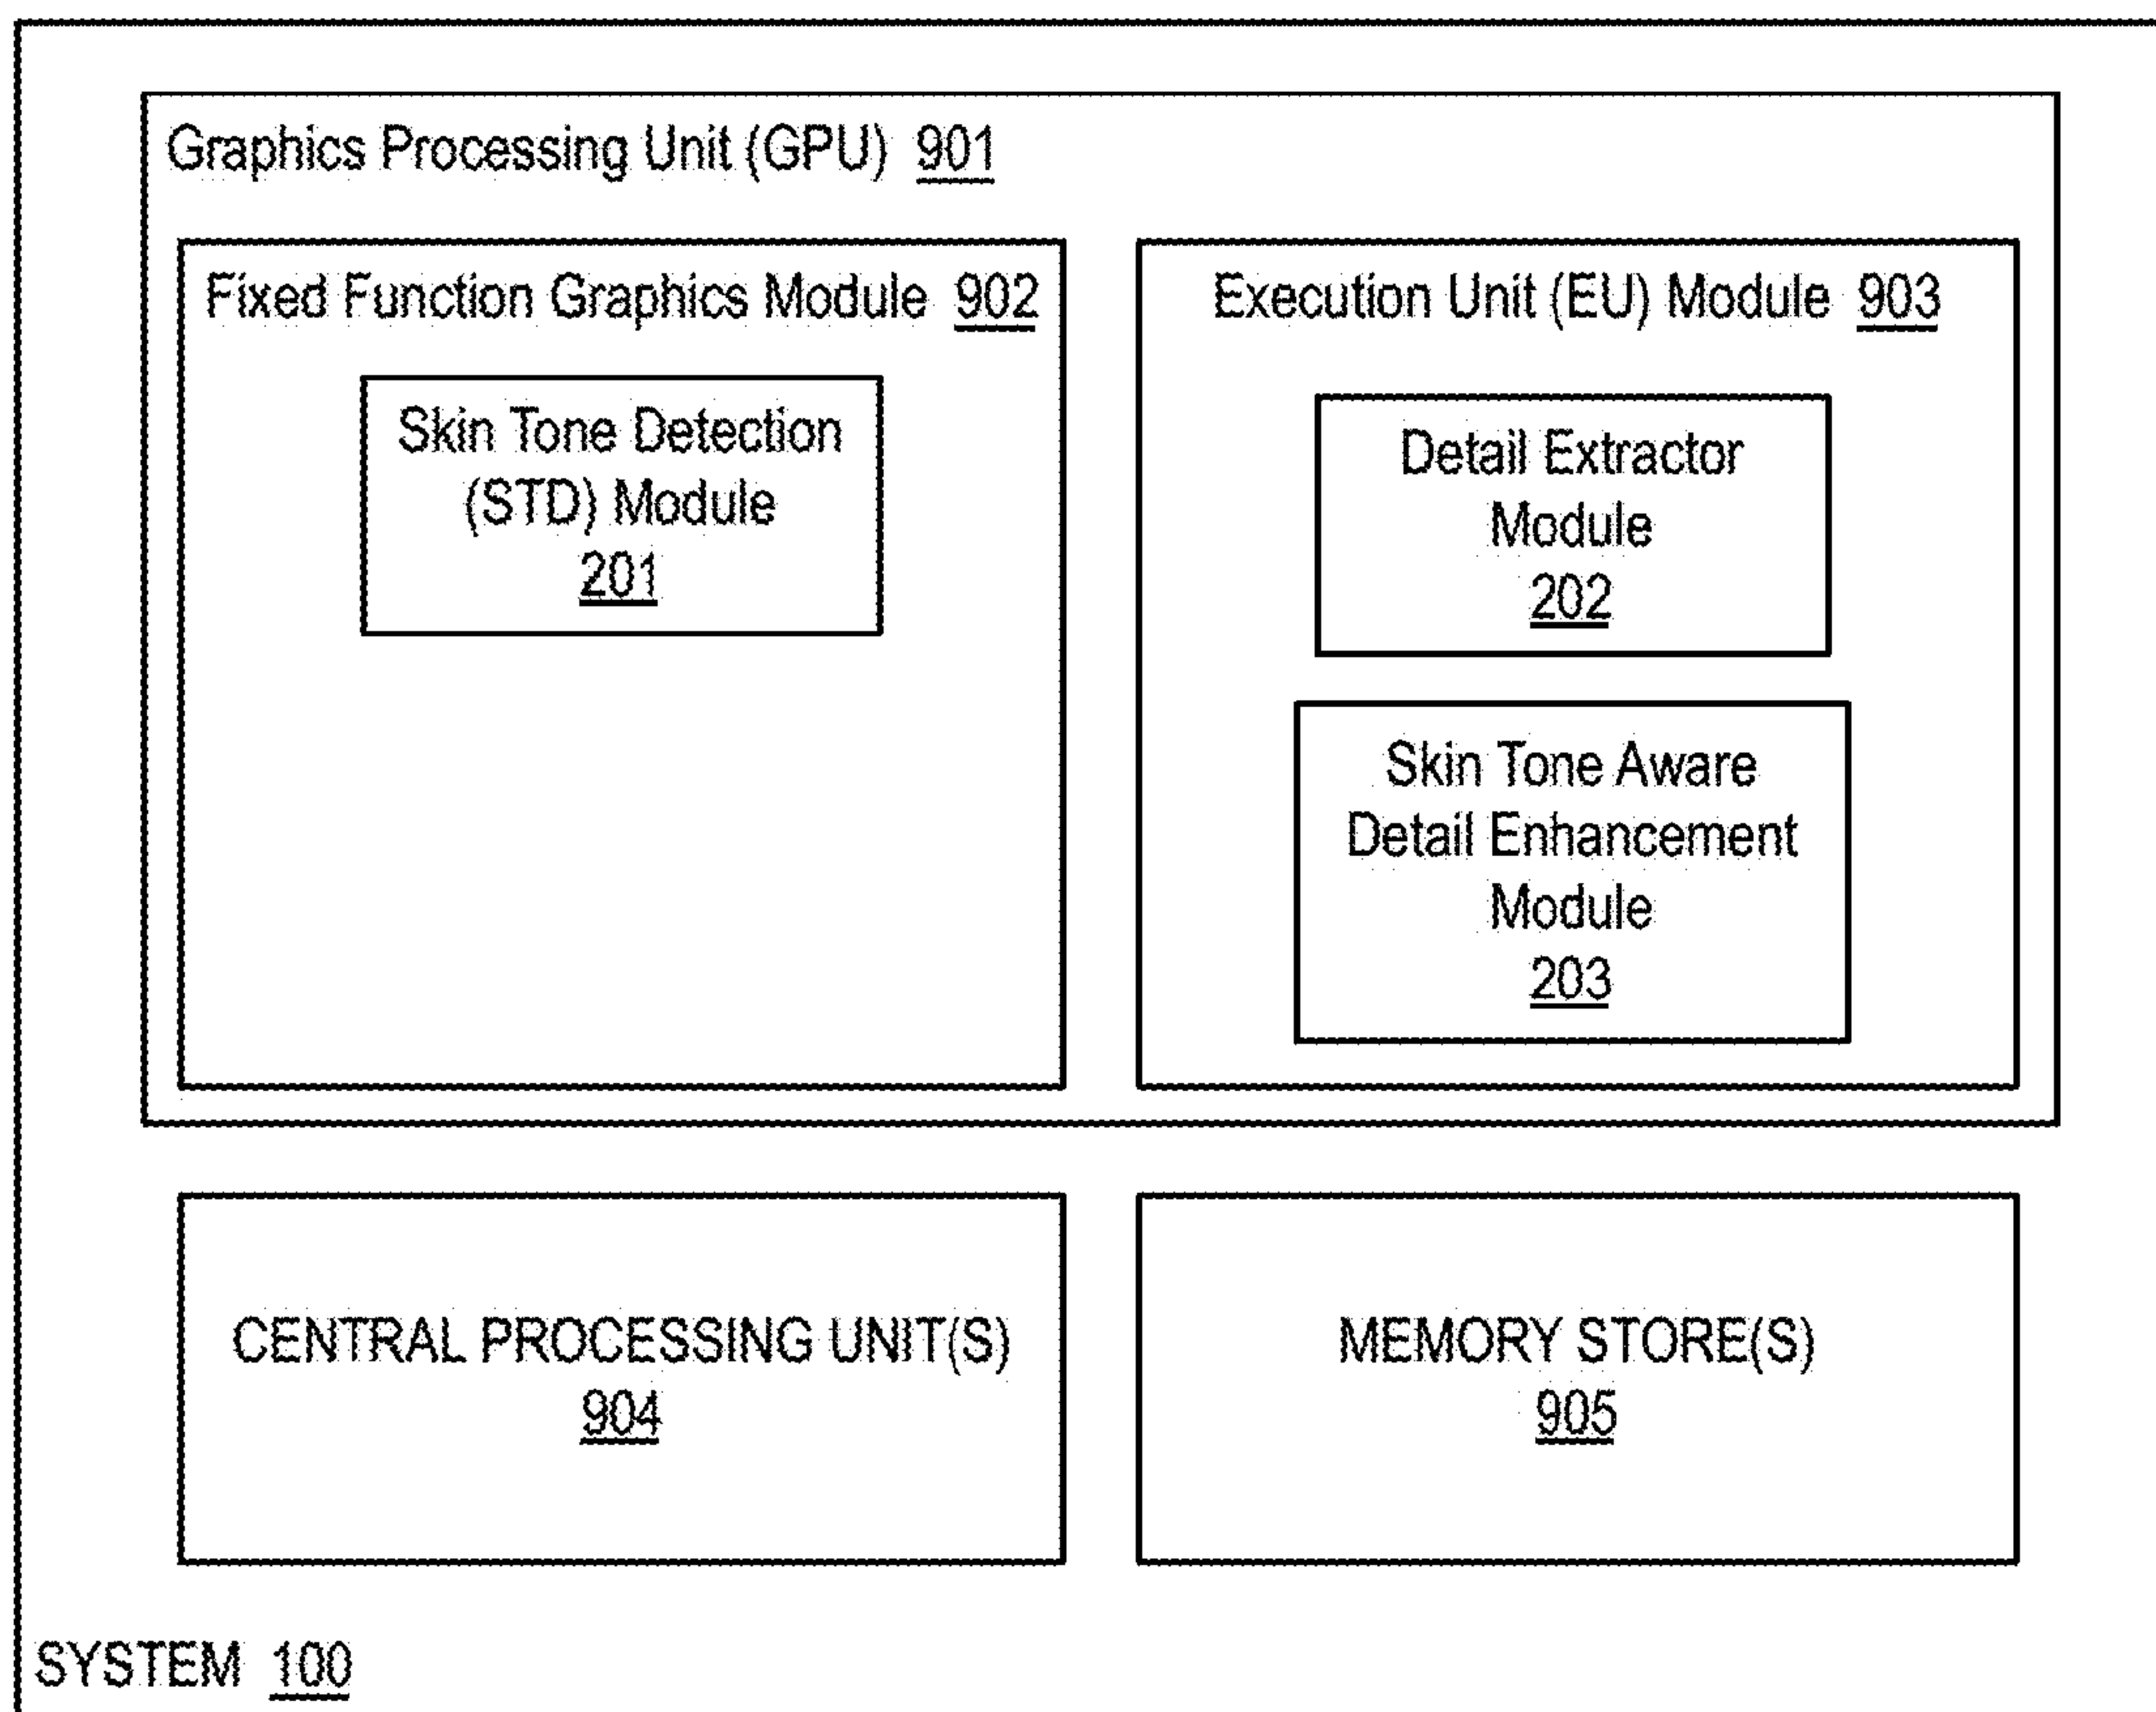 Graphics Processing Unit (GPU) 901
Fixed Function Graphics Module 902
Skin Tone Detection
(STD) Module
201
Execution Unit (EU) Module 903
Detail Extractor
Module
202
Skin Tone Aware
Detail Enhancement
Module
203
CENTRAL PROCESSING UNIT(S)
904
MEMORY STORE(S)
905
SYSTEM 100